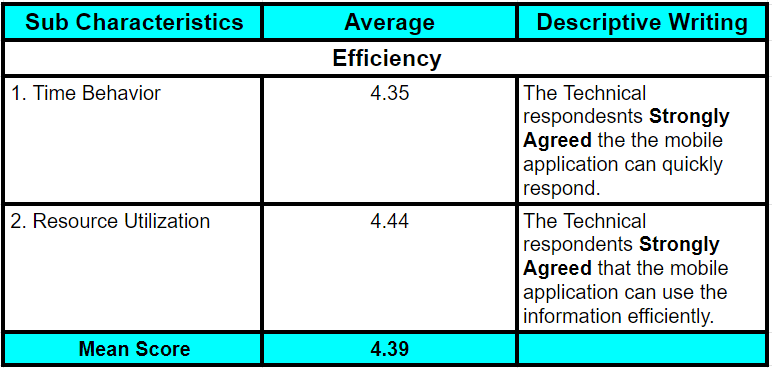 Sub Characteristics Average Descriptive Writing
Efficiency
1. Time Behavior 4.35 The Technical
respondesnts Strongly
Agreed the the mobile
application can quickly
respond.
2. Resource Utilization 4.44 The Technical
respondents Strongly
Agreed that the mobile
application can use the
information efficiently.
Mean Score 4.39